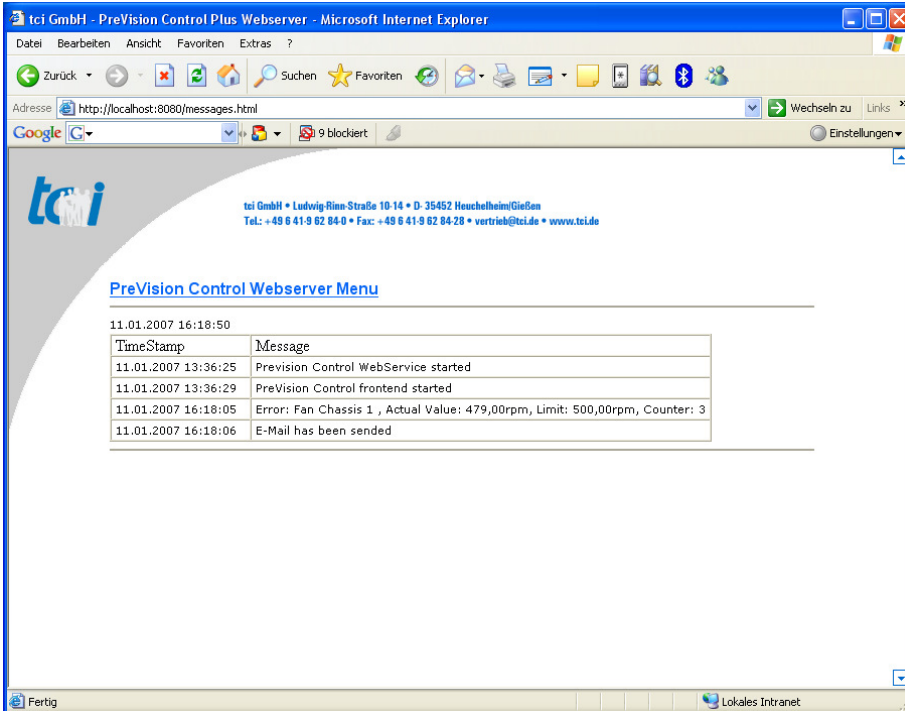 tci GmbH - PreVision Control Plus Webserver - Microsoft Internet Explorer
Datei Bearbeiten Ansicht Favoriten Extras ?
Zurück Suchen Favoriten
Adresse http://localhost:8080/messages.html Wechseln zu Links »
Google G 9 blockiert Einstellungen
tci
tci GmbH • Ludwig-Rinn-Straße 10-14 • D- 35452 Heuchelheim/Gießen
Tel.: +49 6 41-9 62 84-0 • Fax: +49 6 41-9 62 84-28 • vertrieb@tci.de • www.tci.de
PreVision Control Webserver Menu
11.01.2007 16:18:50
TimeStamp Message
11.01.2007 13:36:25 Prevision Control WebService started
11.01.2007 13:36:29 PreVision Control frontend started
11.01.2007 16:18:05 Error: Fan Chassis 1 , Actual Value: 479,00rpm, Limit: 500,00rpm, Counter: 3
11.01.2007 16:18:06 E-Mail has been sended
Fertig Lokales Intranet